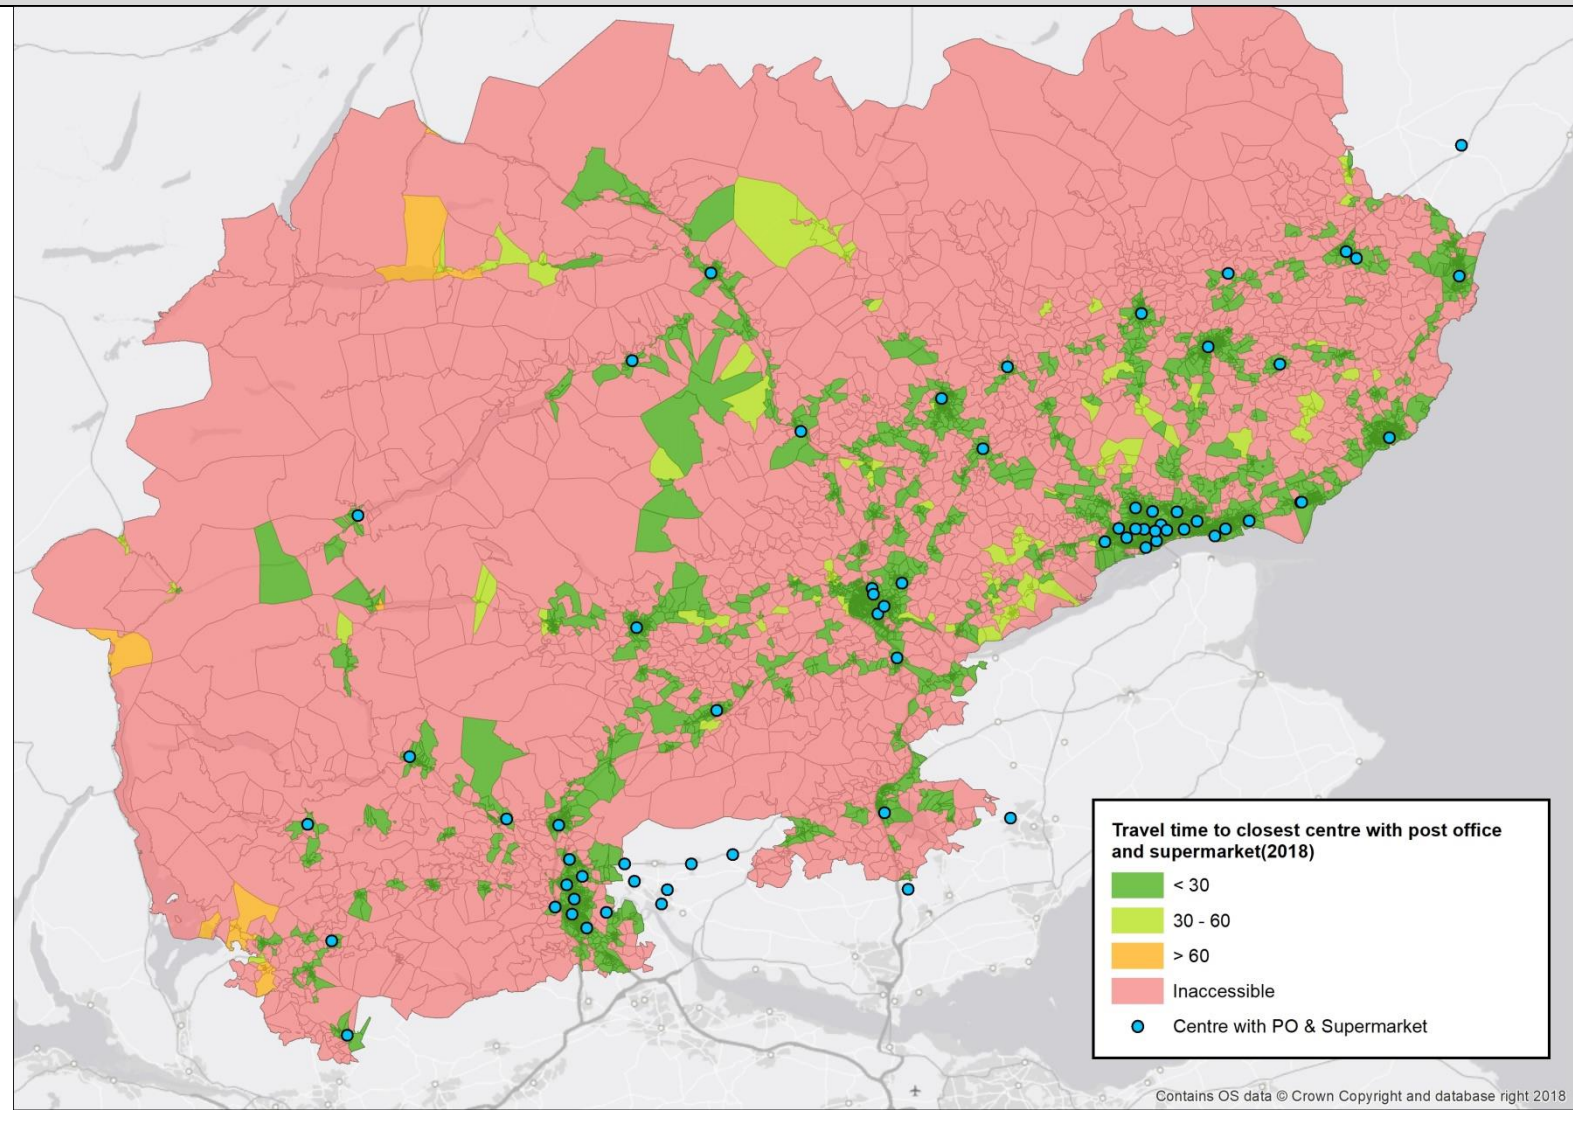 Travel time to closest centre with post office
and supermarket(2018)
< 30
30 - 60
> 60
Inaccessible
Centre with PO & Supermarket
Contains OS data © Crown Copyright and database right 2018